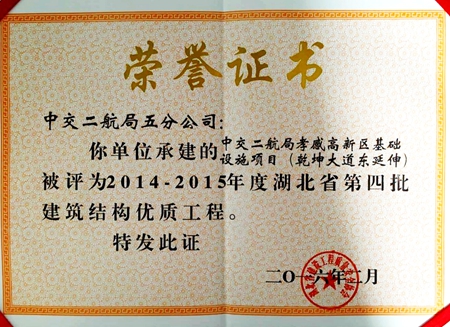 荣誉证书
中交二航局五分公司：
你单位承建的中交二航局孝感高新区基础
设施项目（乾坤大道东延伸）
被评为2014-2015年度湖北省第四批
建筑结构优质工程。
特发此证
二〇一六年二月